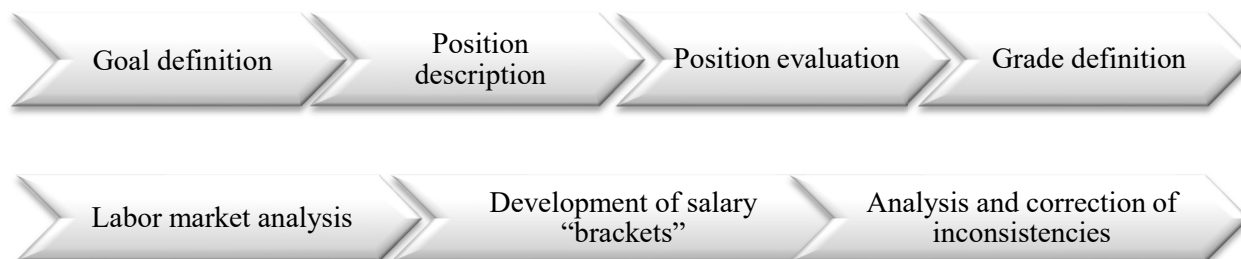 Goal definition
Position
description
Position evaluation
Grade definition
Labor market analysis
Development of salary
“brackets”
Analysis and correction of
inconsistencies